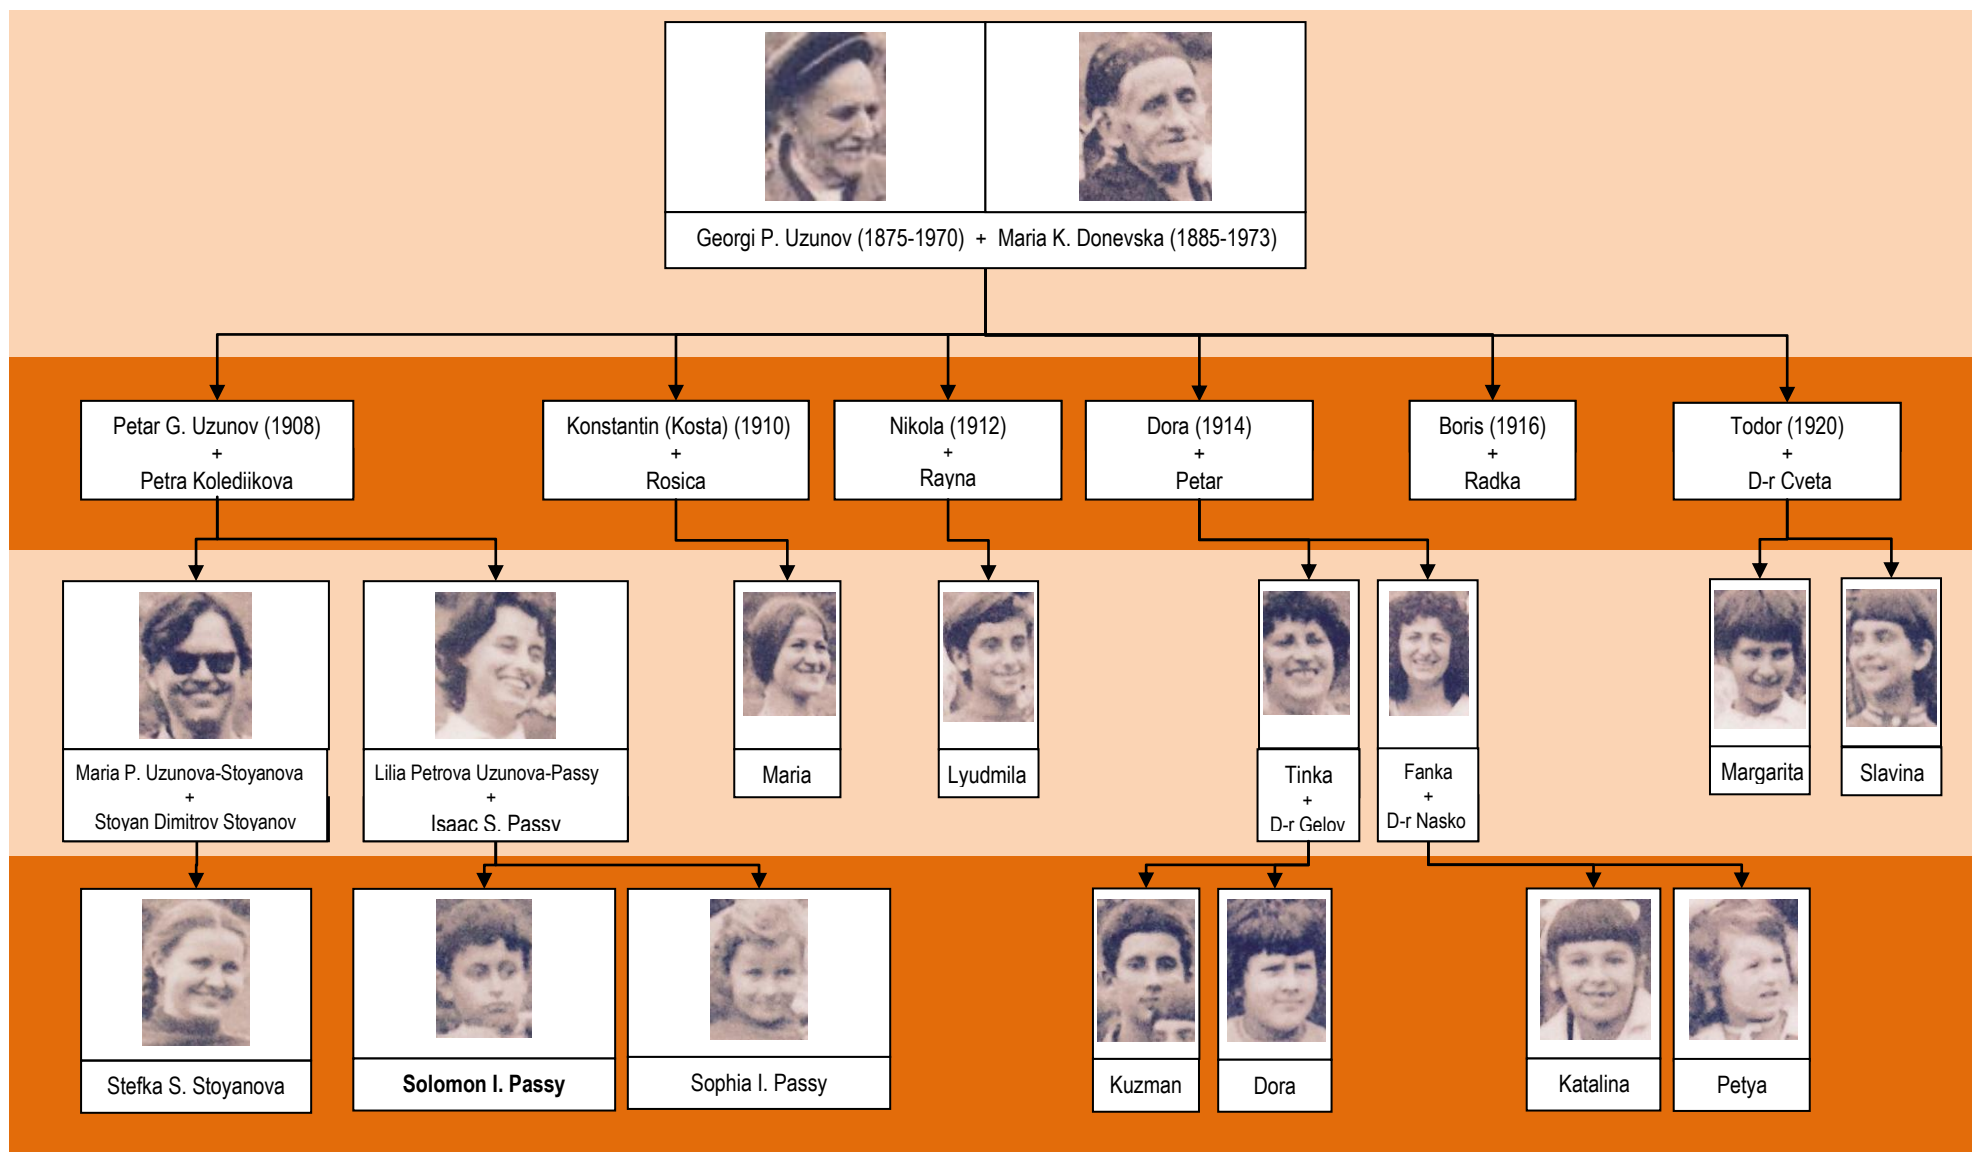 Georgi P. Uzunov (1875-1970) + Maria K. Donevska (1885-1973)
Petar G. Uzunov (1908)
+
Petra Kolediikova
Konstantin (Kosta) (1910)
+
Rosica
Nikola (1912)
+
Rayna
Dora (1914)
+
Petar
Boris (1916)
+
Radka
Todor (1920)
+
D-r Cveta
Maria P. Uzunova-Stoyanova
+
Stoyan Dimitrov Stoyanov
Lilia Petrova Uzunova-Passy
+
Isaac S. Passy
Maria
Lyudmila
Tinka
+
D-r Gelov
Fanka
+
D-r Nasko
Margarita
Slavina
Stefka S. Stoyanova
Solomon I. Passy
Sophia I. Passy
Kuzman
Dora
Katalina
Petya